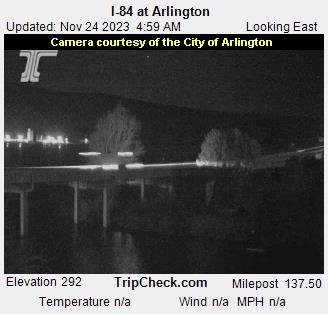 I-84 at Arlington
Updated: Nov 24 2023 4:59 AM Looking East
Camera courtesy of the City of Arlington
Elevation 292 TripCheck.com Milepost 137.50
Temperature n/a Wind n/a MPH n/a